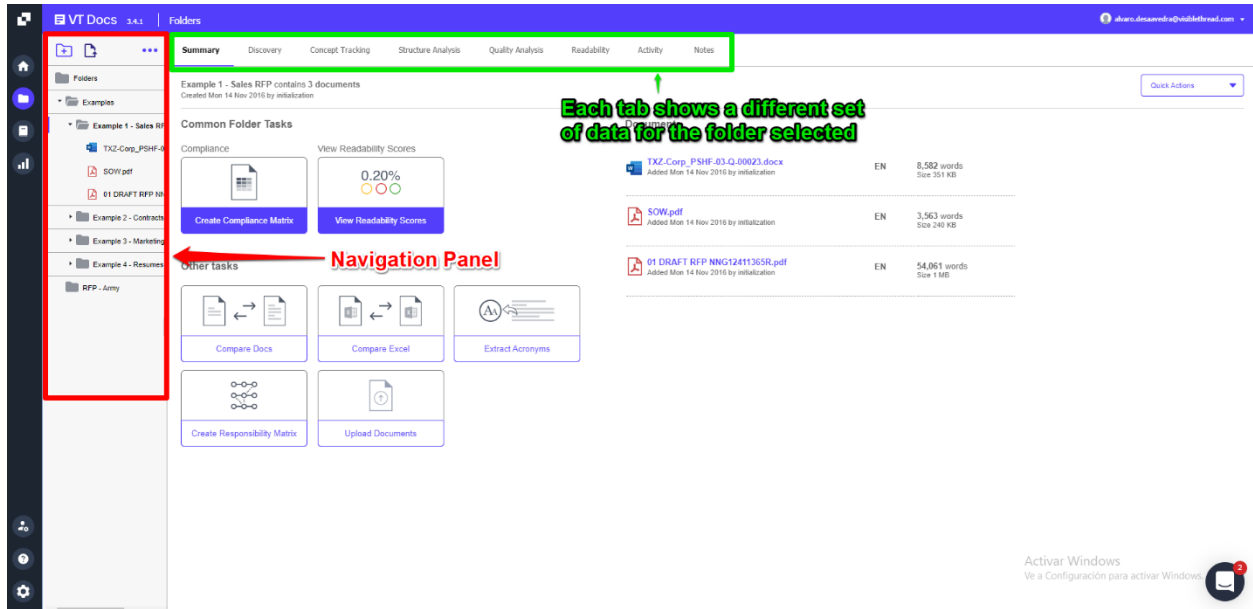 VT Docs 3.4.1 Folders alvaro.desaavedra@visiblethread.com
Summary Discovery Concept Tracking Structure Analysis Quality Analysis Readability Activity Notes
Folders
Examples
Example 1 - Sales RF
TXZ-Corp_PSHF-0
SOW.pdf
01 DRAFT RFP NN
Example 2 - Contracts
Example 3 - Marketing
Example 4 - Resumes
RFP - Army
Navigation Panel
Example 1 - Sales RFP contains 3 documents
Created Mon 14 Nov 2016 by initialization
Quick Actions
Each tab shows a different set
of data for the folder selected
Common Folder Tasks
Compliance View Readability Scores
0.20%
Create Compliance Matrix View Readability Scores
Other tasks
Compare Docs Compare Excel Extract Acronyms
AA
Create Responsibility Matrix Upload Documents
Documents
TXZ-Corp_PSHF-03-Q-00023.docx EN 8,582 words
Added Mon 14 Nov 2016 by initialization Size 351 KB
SOW.pdf EN 3,563 words
Added Mon 14 Nov 2016 by initialization Size 240 KB
01 DRAFT RFP NNG12411365R.pdf EN 54,061 words
Added Mon 14 Nov 2016 by initialization Size 1 MB
Activar Windows
Ve a Configuración para activar Windows.
2